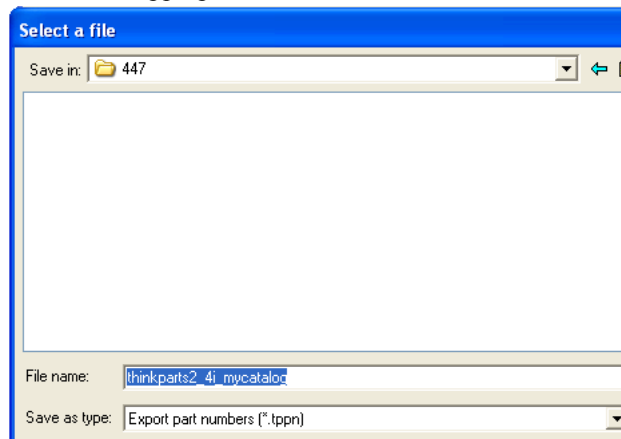 Select a file
Save in: 447
File name: thinkparts2_4i_mycatalog
Save as type: Export part numbers (*.tppn)